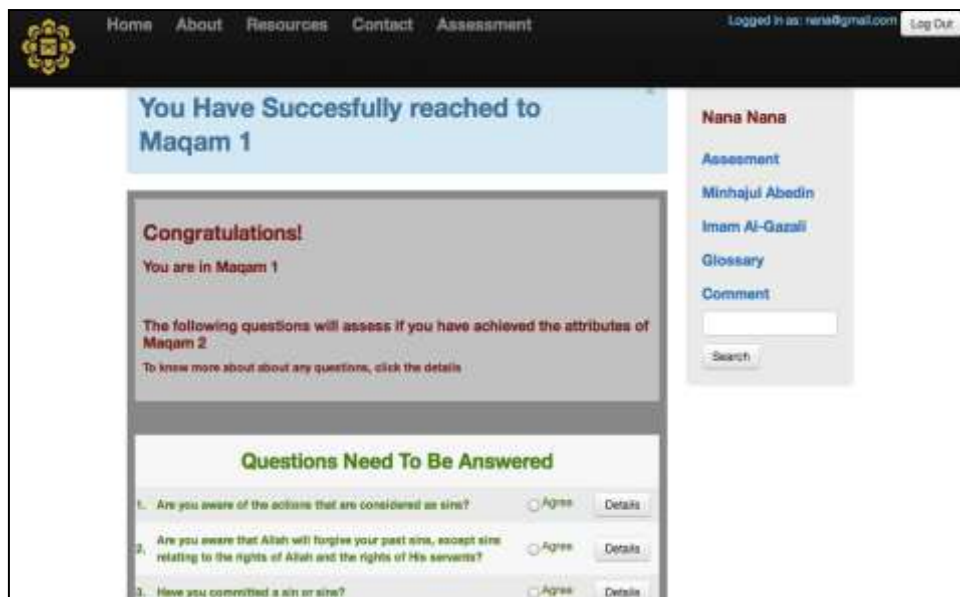 Home About Resources Contact Assessment
Logged in as: nana@gmail.com Log Out
You Have Succesfully reached to
Maqam 1
Congratulations!
You are in Maqam 1
The following questions will assess if you have achieved the attributes of
Maqam 2
To know more about about any questions, click the details
Questions Need To Be Answered
1. Are you aware of the actions that are considered as sins? Agree Details
2. Are you aware that Allah will forgive your past sins, except sins
relating to the rights of Allah and the rights of His servants? Agree Details
3. Have you committed a sin or sins? Agree Details
Nana Nana
Assesment
Minhajul Abedin
Imam Al-Gazali
Glossary
Comment
Search